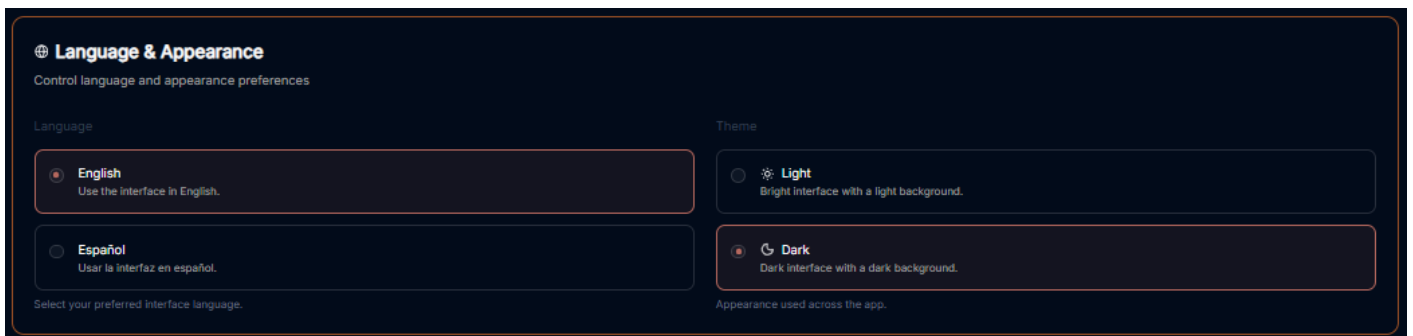 Language & Appearance
Control language and appearance preferences
Language
English
Use the interface in English.
Español
Usar la interfaz en español.
Select your preferred interface language.
Theme
Light
Bright interface with a light background.
Dark
Dark interface with a dark background.
Appearance used across the app.